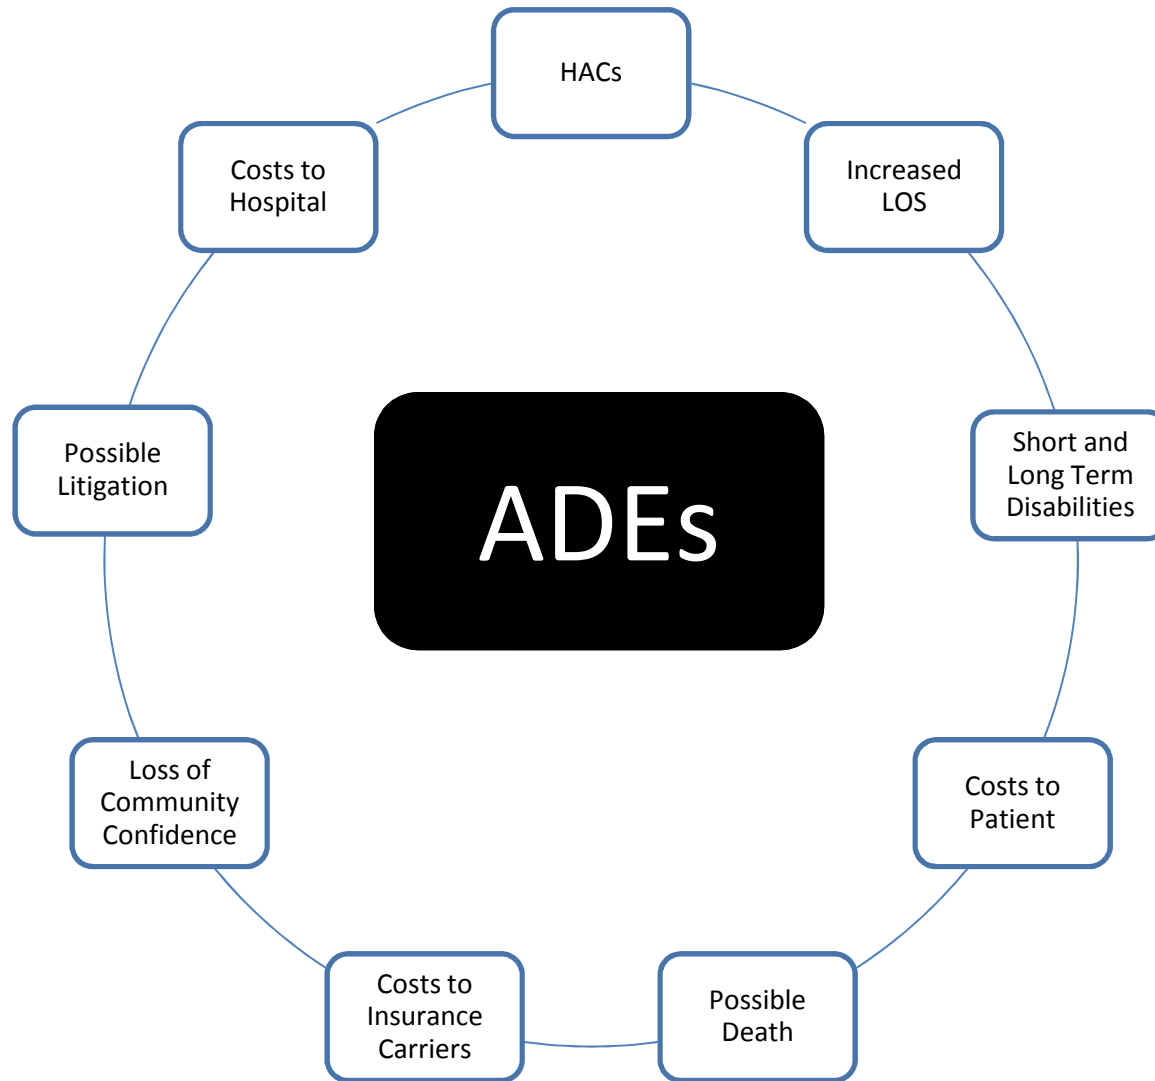 HACs
Increased
LOS
Short and
Long Term
Disabilities
Costs to
Patient
Possible
Death
Costs to
Insurance
Carriers
Loss of
Community
Confidence
Possible
Litigation
Costs to
Hospital
ADEs